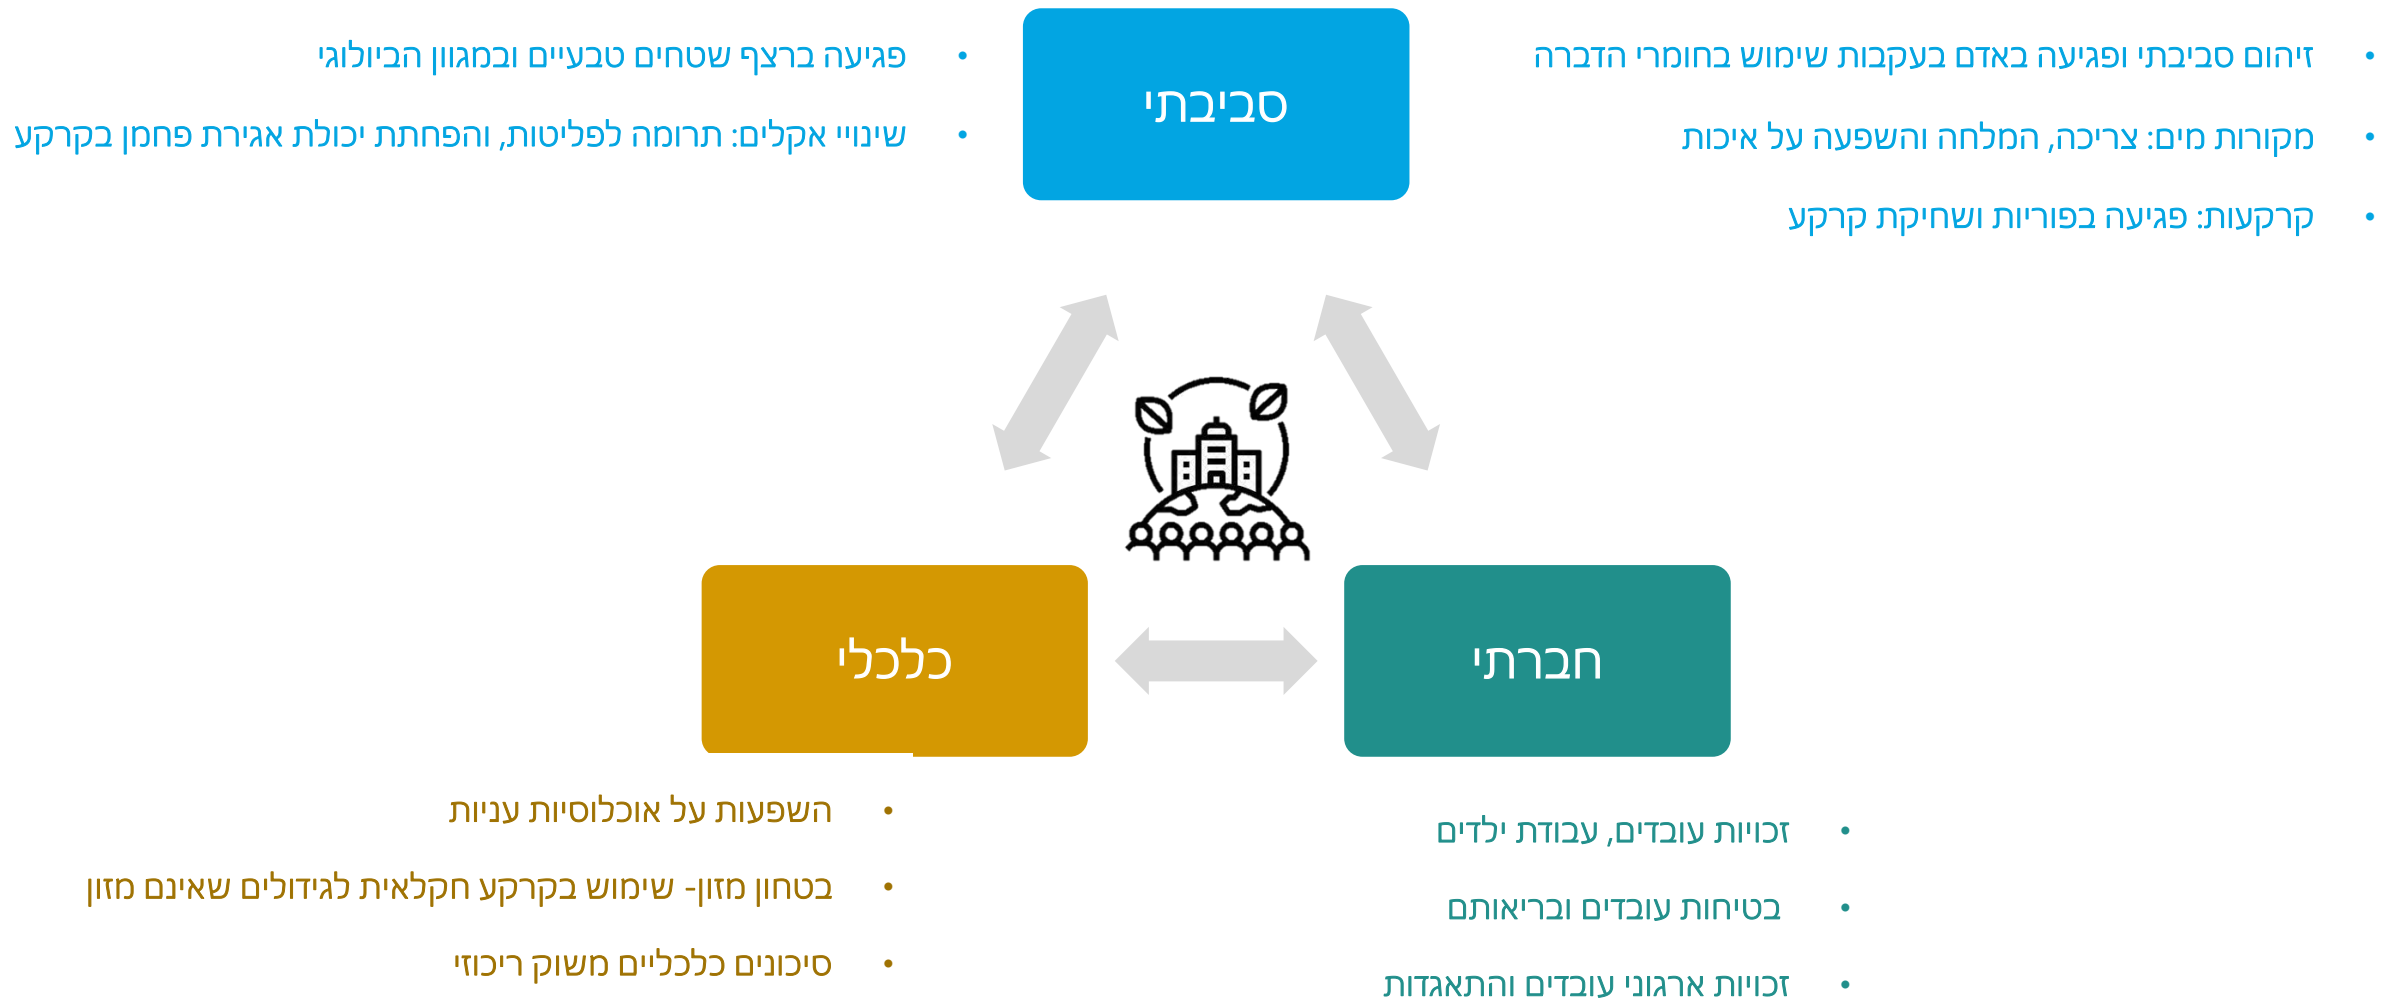 סביבתי
• זיהום סביבתי ופגיעה באדם בעקבות שימוש בחומרי הדברה
• מקורות מים: צריכה, המלחה והשפעה על איכות
• קרקעות: פגיעה בפוריות ושחיקת קרקע
• פגיעה ברצף שטחים טבעיים ובמגוון הביולוגי
• שינויי אקלים: תרומה לפליטות, והפחתת יכולת אגירת פחמן בקרקע
חברתי
• זכויות עובדים, עבודת ילדים
• בטיחות עובדים ובריאותם
• זכויות ארגוני עובדים והתאגדות
כלכלי
• השפעות על אוכלוסיות עניות
• בטחון מזון- שימוש בקרקע חקלאית לגידולים שאינם מזון
• סיכונים כלכליים משוק ריכוזי